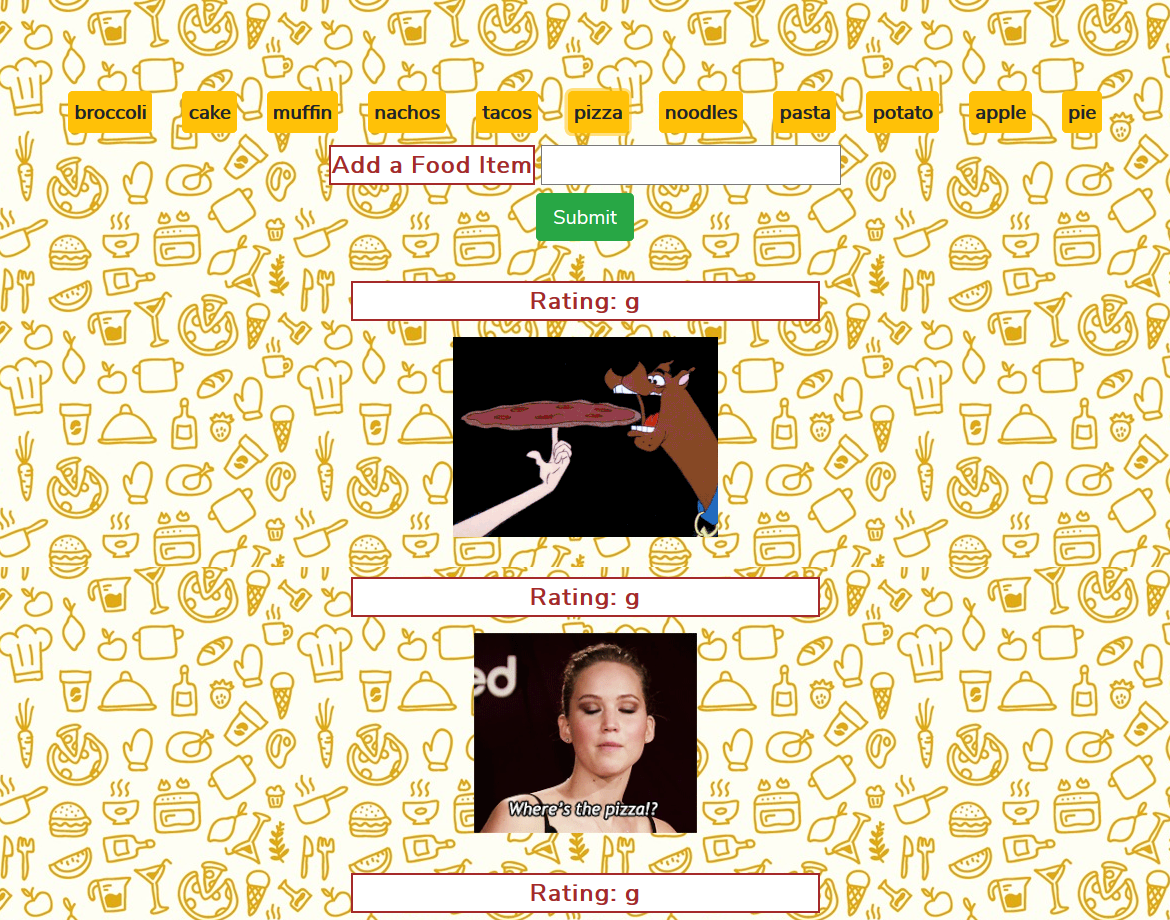 broccoli cake muffin nachos tacos pizza noodles pasta potato apple pie
Add a Food Item
Submit
Rating: g
Rating: g
ed
Where's the pizza!?
Rating: g